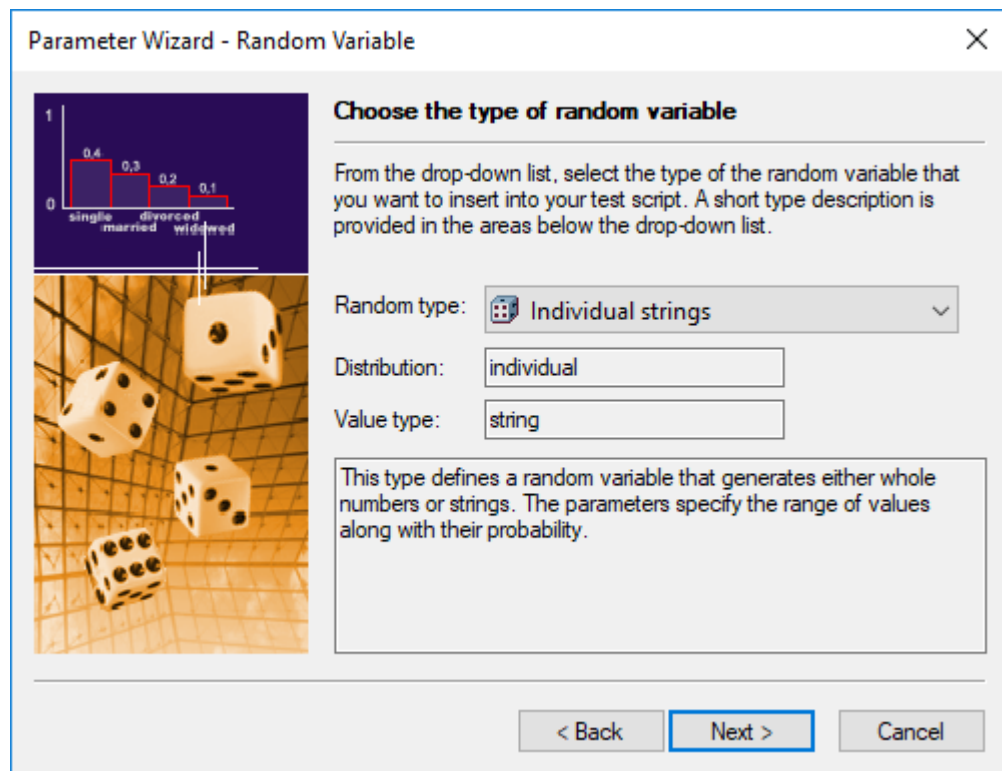 Parameter Wizard - Random Variable
1
0,4
0,3
0,2
0,1
0
single
married
divorced
widowed
Choose the type of random variable
From the drop-down list, select the type of the random variable that
you want to insert into your test script. A short type description is
provided in the areas below the drop-down list.
Random type: Individual strings
Distribution: individual
Value type: string
This type defines a random variable that generates either whole
numbers or strings. The parameters specify the range of values
along with their probability.
< Back Next > Cancel